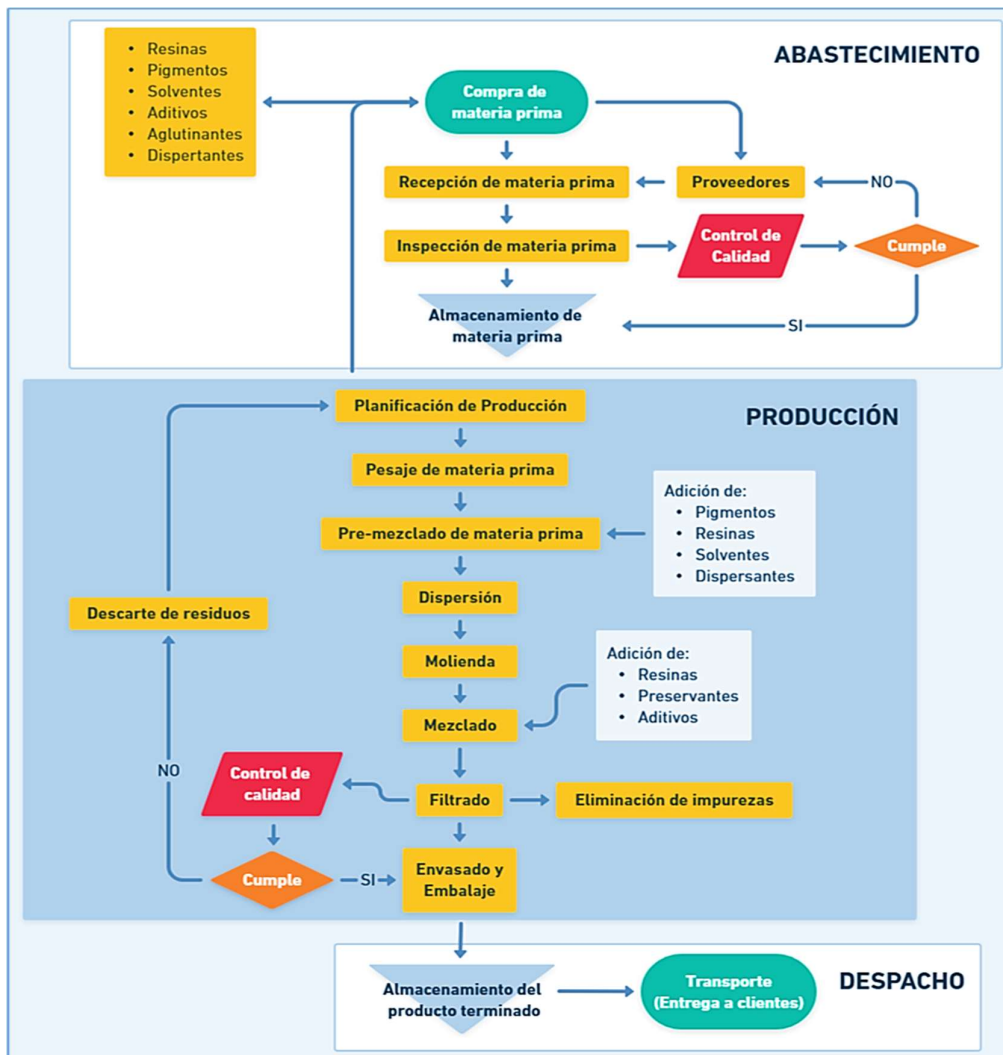 ABASTECIMIENTO
• Resinas
• Pigmentos
• Solventes
• Aditivos
• Aglutinantes
• Dispertantes
Compra de
materia prima
Recepción de materia prima
Proveedores
NO
Inspección de materia prima
Control de
Calidad
Cumple
Almacenamiento de
materia prima
SI
PRODUCCIÓN
Planificación de Producción
Pesaje de materia prima
Pre-mezclado de materia prima
Adición de:
• Pigmentos
• Resinas
• Solventes
• Dispersantes
Dispersión
Descarte de residuos
Molienda
Adición de:
• Resinas
• Preservantes
• Aditivos
Mezclado
NO
Control de
calidad
Filtrado
Eliminación de impurezas
Cumple
SI
Envasado y
Embalaje
DESPACHO
Almacenamiento del
producto terminado
Transporte
(Entrega a clientes)